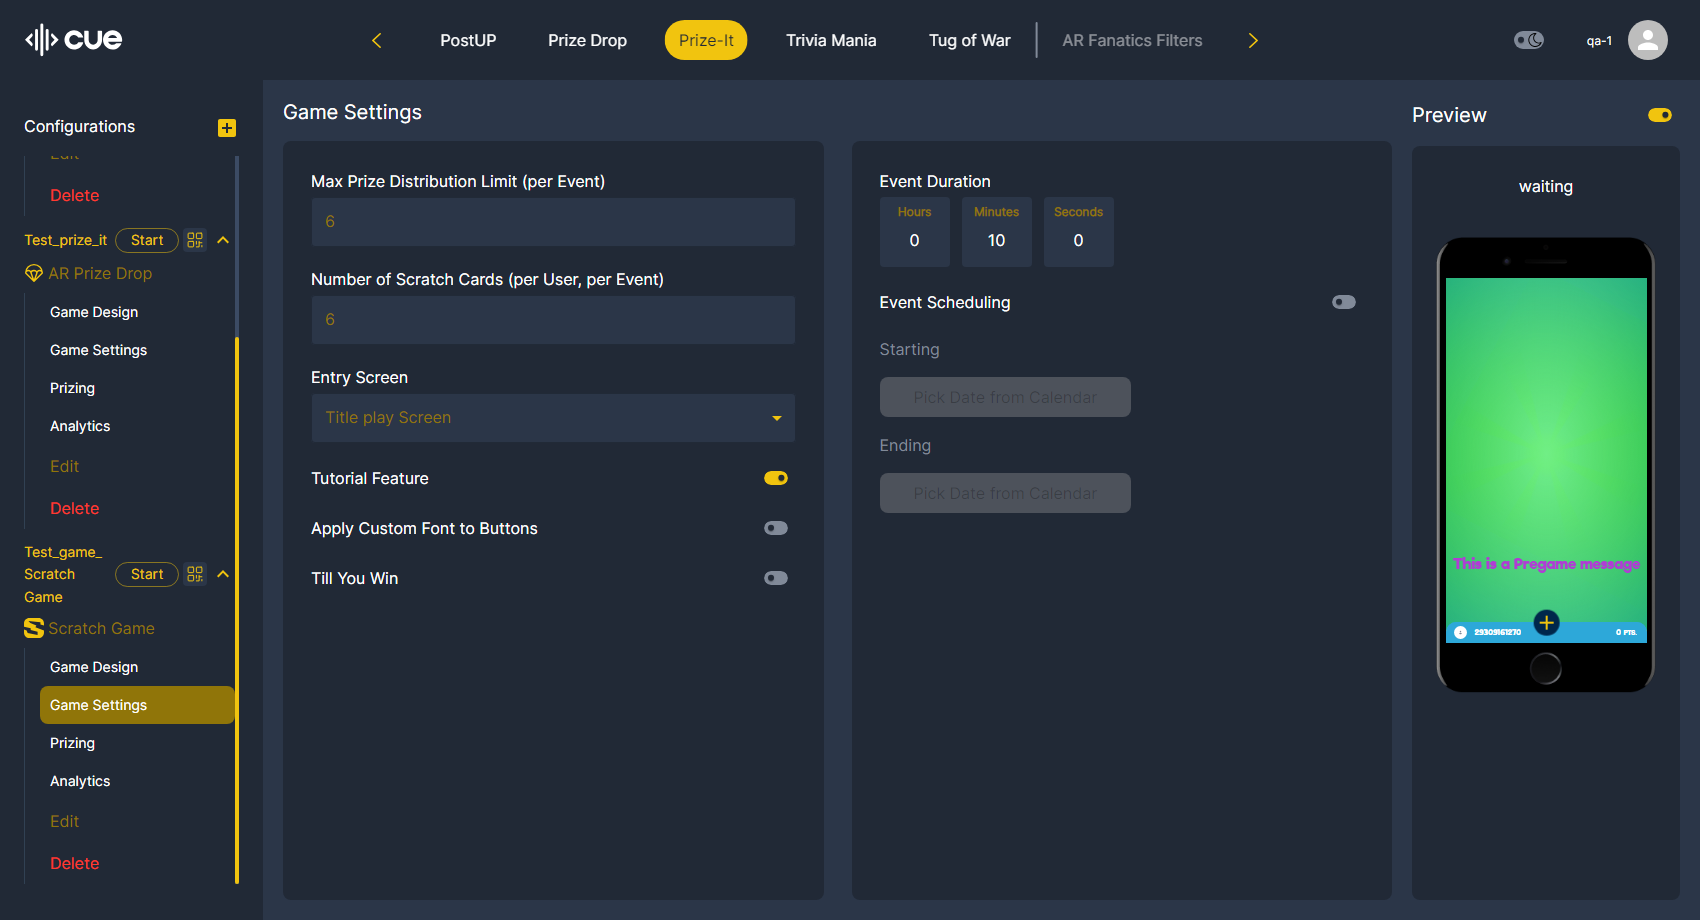 cue
PostUP
Prize Drop
Prize-It
Trivia Mania
Tug of War
AR Fanatics Filters
qa-1
Configurations
Edit
Delete
Test_prize_it
Start
AR Prize Drop
Game Design
Game Settings
Prizing
Analytics
Edit
Delete
Test_game_
Scratch
Game
Start
Scratch Game
Game Design
Game Settings
Prizing
Analytics
Edit
Delete
Game Settings
Max Prize Distribution Limit (per Event)
6
Number of Scratch Cards (per User, per Event)
6
Entry Screen
Title play Screen
Tutorial Feature
Apply Custom Font to Buttons
Till You Win
Event Duration
Hours
0
Minutes
10
Seconds
0
Event Scheduling
Starting
Pick Date from Calendar
Ending
Pick Date from Calendar
Preview
waiting
This is a Pregame message
29309161270
0 PTS.